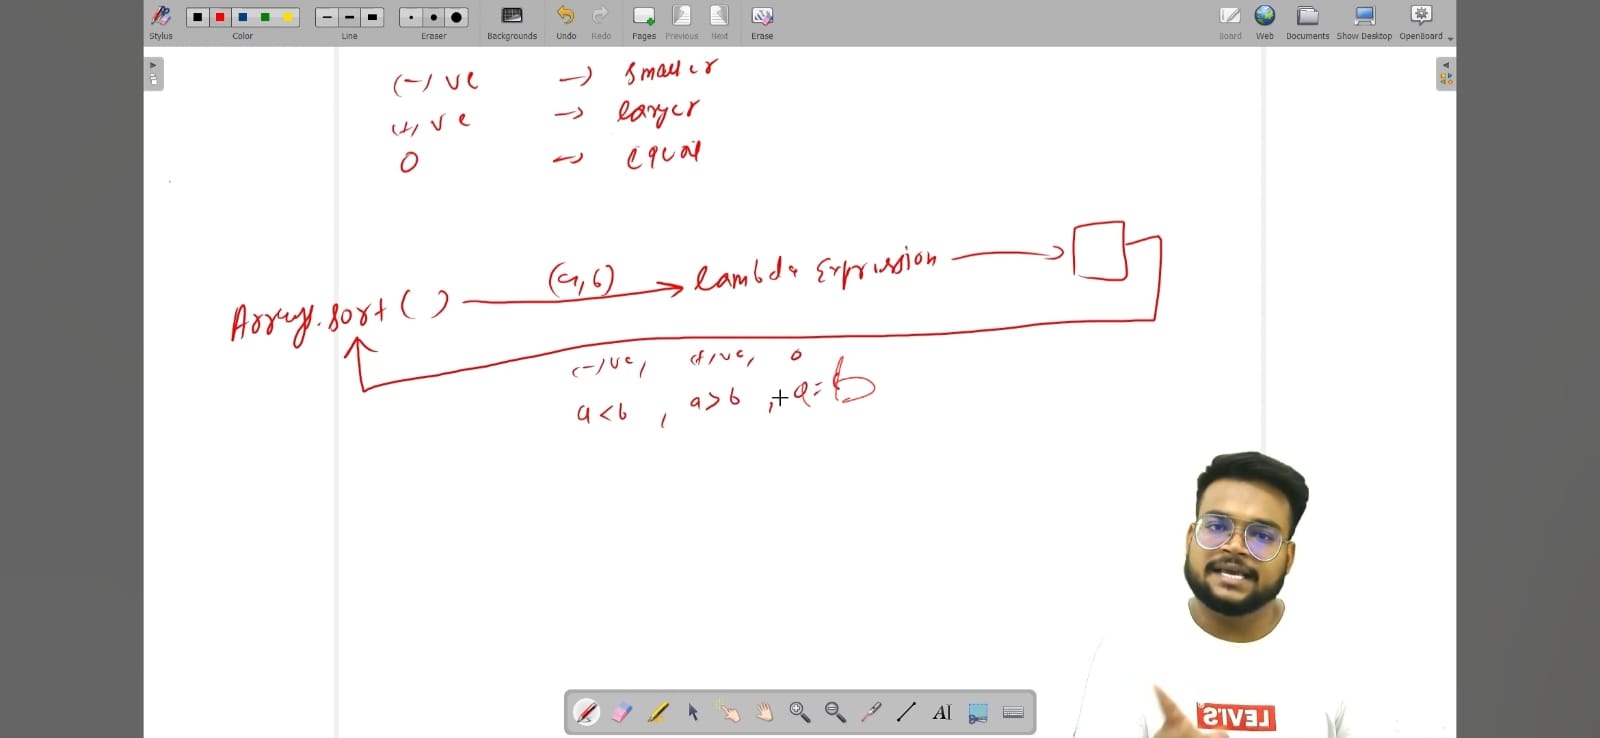 Stylus Color Line Eraser Backgrounds Undo Redo Pages Previous Next Erase Board Web Documents Show Desktop OpenBoard
(-)ve → smaller
(+)ve → larger
0 → equal
Array.sort( ) (a,b) → lambda Expression →
(-)ve, (+)ve, 0
a<b , a>b , a=b
AI
LEVI'S